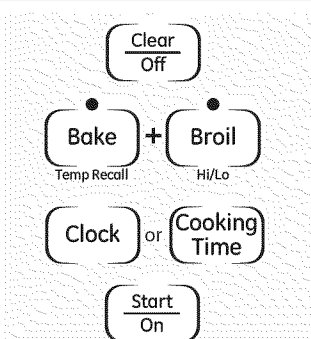 Clear
Off
Bake + Broil
Temp Recall Hi/Lo
Clock or Cooking Time
Start
On